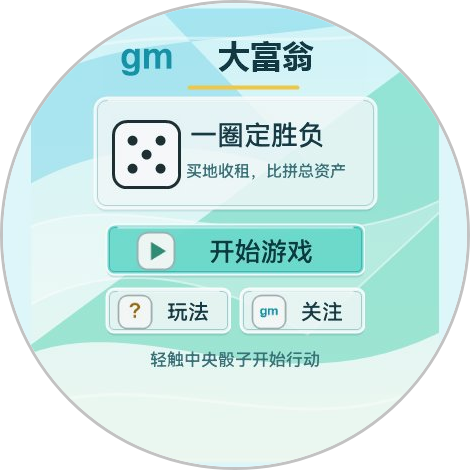 gm 大富翁
一圈定胜负
买地收租，比拼总资产
开始游戏
? 玩法
gm 关注
轻触中央骰子开始行动